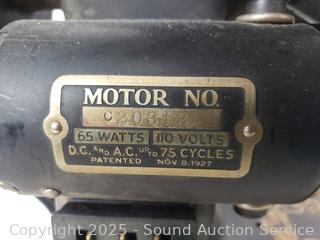 MOTOR NO.
C20812
65 WATTS 110 VOLTS
D.C. AND A.C. UP TO 75 CYCLES
PATENTED NOV. 8, 1927
Copyright 2025 - Sound Auction Service